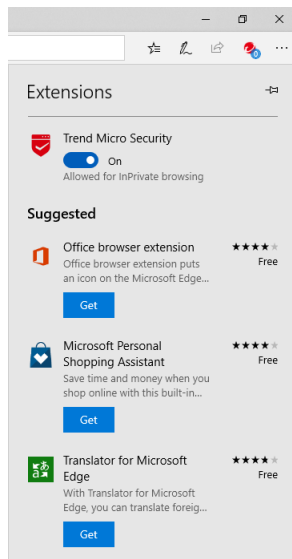 0
Extensions
Trend Micro Security
On
Allowed for InPrivate browsing
Suggested
Office browser extension
Free
Office browser extension puts
an icon on the Microsoft Edge...
Get
Microsoft Personal
Shopping Assistant
Free
Save time and money when you
shop online with this built-in...
Get
Translator for Microsoft
Edge
Free
With Translator for Microsoft
Edge, you can translate foreig...
Get